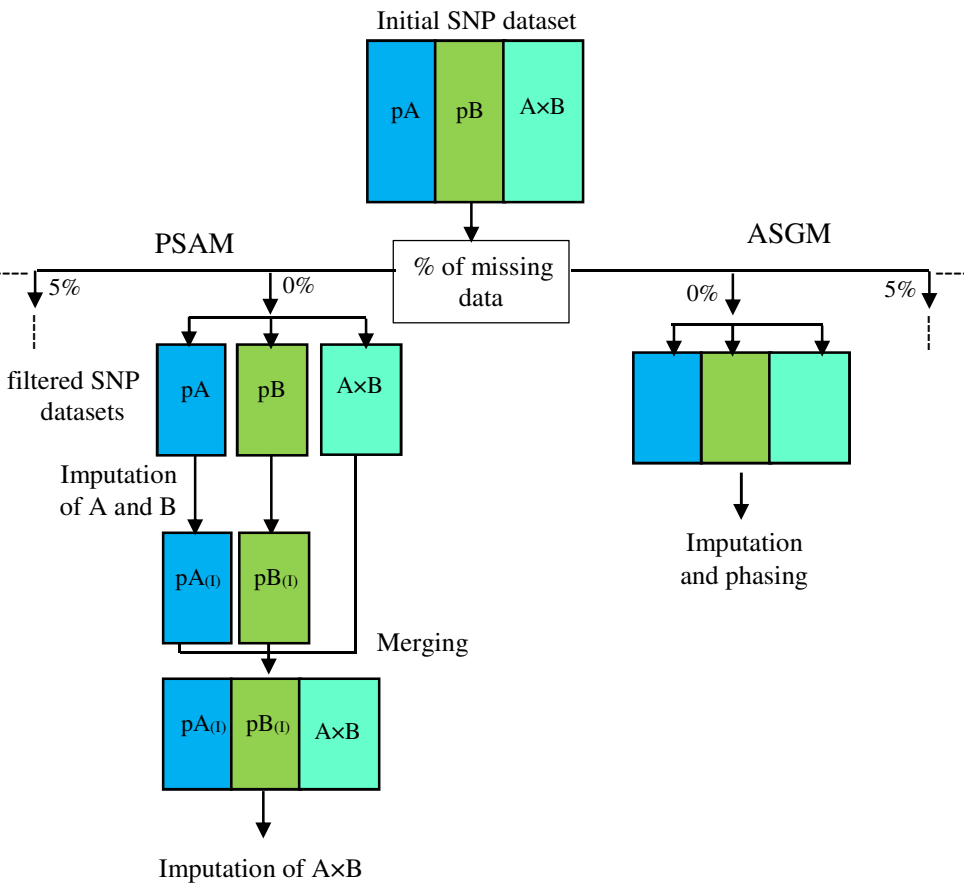 Initial SNP dataset
pA pB A×B
PSAM
ASGM
% of missing
data
5%
0%
0%
5%
filtered SNP
datasets
pA pB A×B
Imputation
of A and B
pA(I) pB(I)
Imputation
and phasing
Merging
pA(I) pB(I) A×B
Imputation of A×B